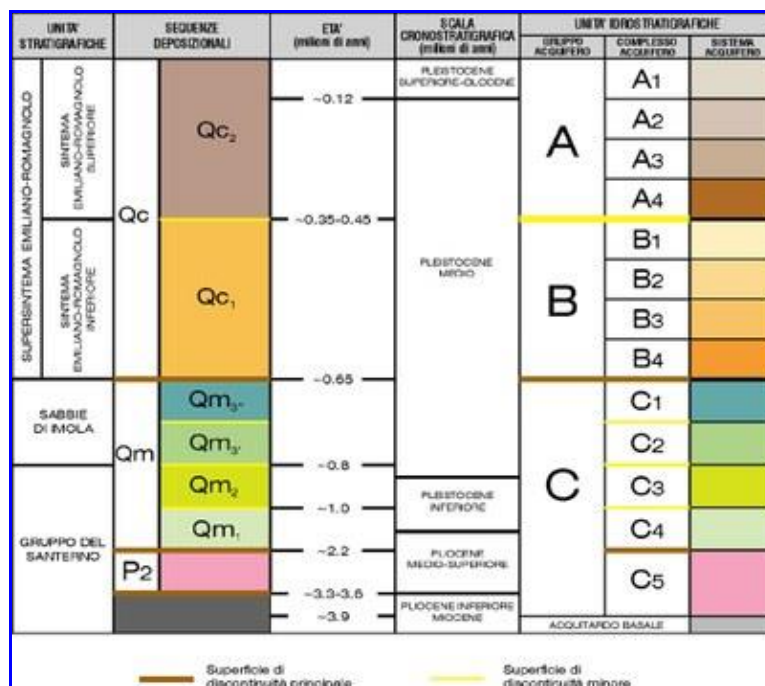 UNITA'
STRATIGRAFICHE
SEQUENZE
DEPOSIZIONALI
ETA'
(milioni di anni)
SCALA
CRONOSTRATIGRAFICA
(milioni di anni)
UNITA' IDROSTRATIGRAFICHE
GRUPPO
ACQUIFERO
COMPLESSO
ACQUIFERO
SISTEMA
ACQUIFERO
SUPERSINTEMA EMILIANO-ROMAGNOLO
SINTEMA
EMILIANO-ROMAGNOLO
SUPERIORE
SINTEMA
EMILIANO-ROMAGNOLO
INFERIORE
SABBIE
DI IMOLA
GRUPPO DEL
SANTERNO
Qc
Qm
P2
Qc2
Qc1
Qm3"
Qm3'
Qm2
Qm1
~0.12
~0.35-0.45
~0.65
~0.8
~1.0
~2.2
~3.3-3.6
~3.9
PLEISTOCENE
SUPERIORE-OLOCENE
PLEISTOCENE
MEDIO
PLEISTOCENE
INFERIORE
PLIOCENE
MEDIO-SUPERIORE
PLIOCENE INFERIORE
MIOCENE
A
B
C
A1
A2
A3
A4
B1
B2
B3
B4
C1
C2
C3
C4
C5
ACQUITARDO BASALE
Superficie di
discontinuità principale
Superficie di
discontinuità minore